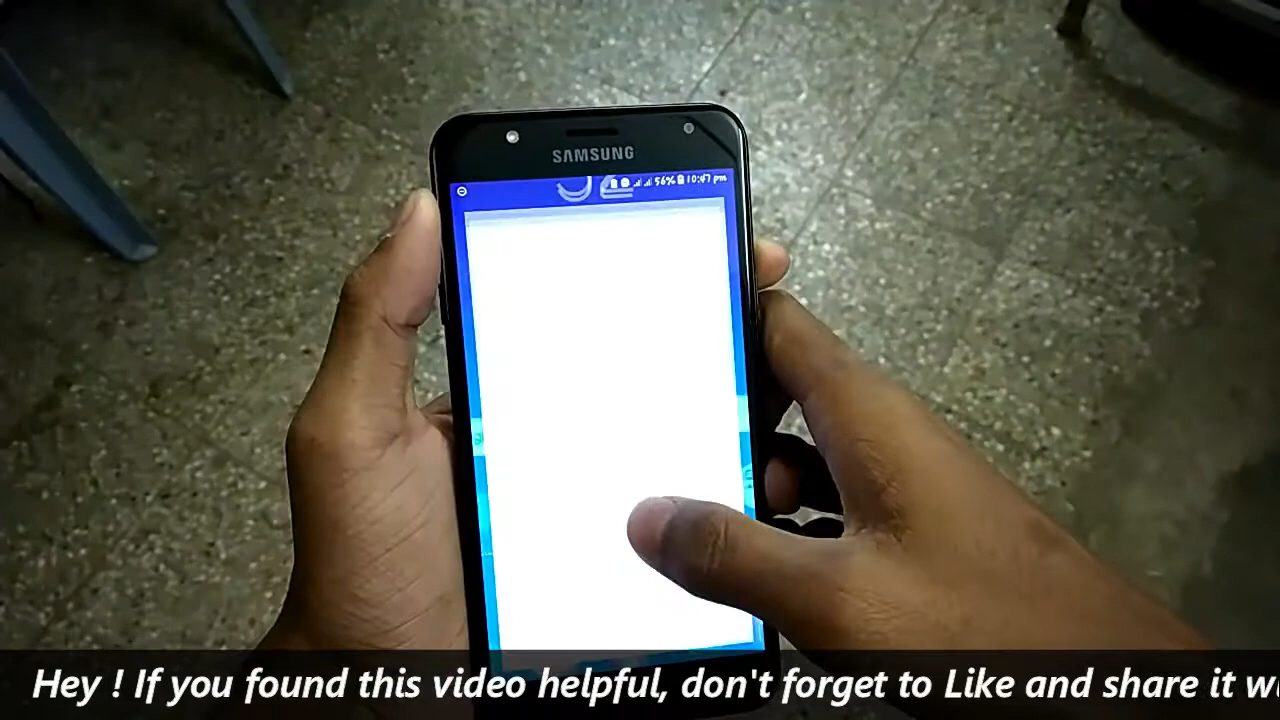 SAMSUNG
56% 10:47 pm
Hey ! If you found this video helpful, don't forget to Like and share it